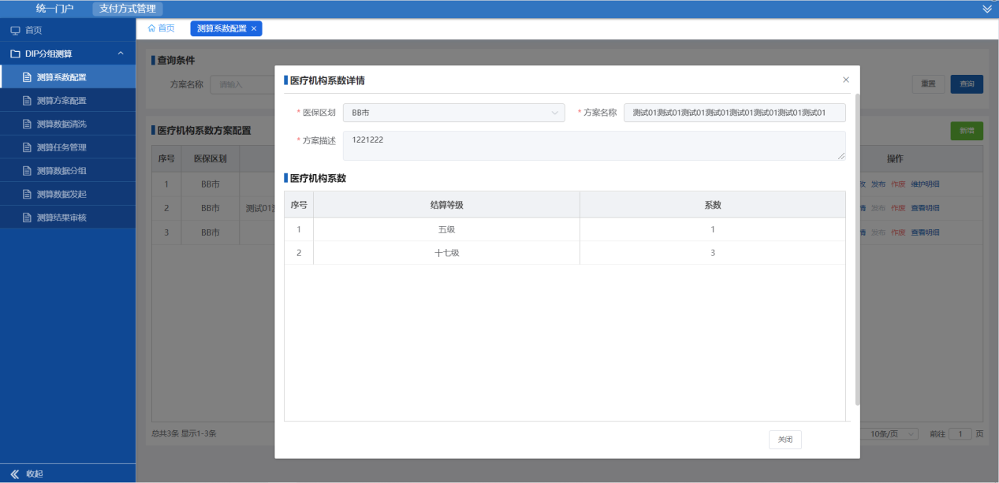 统一门户 支付方式管理
首页
DIP分组测算
测算系数配置
测算方案配置
测算数据清洗
测算任务管理
测算数据分组
测算数据发起
测算结果审核
收起
首页 测算系数配置 ×
查询条件
方案名称 请输入 重置 查询
医疗机构系数方案配置 新增
序号 医保区划 操作
1 BB市 发布 作废 维护明细
2 BB市 测试01 发布 作废 查看明细
3 BB市 发布 作废 查看明细
总共3条 显示1-3条 10条/页 前往 1 页
医疗机构系数详情 ×
* 医保区划 BB市 * 方案名称 测试01测试01测试01测试01测试01测试01测试01测试01
* 方案描述 1221222
医疗机构系数
序号 结算等级 系数
1 五级 1
2 十七级 3
关闭